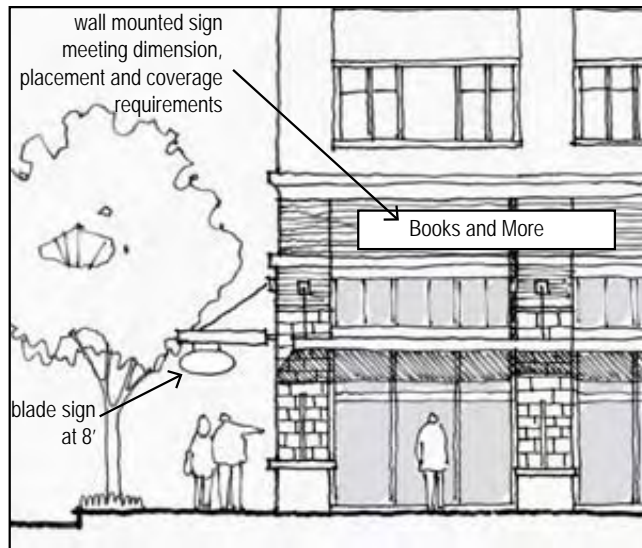 wall mounted sign
meeting dimension,
placement and coverage
requirements
Books and More
blade sign
at 8'